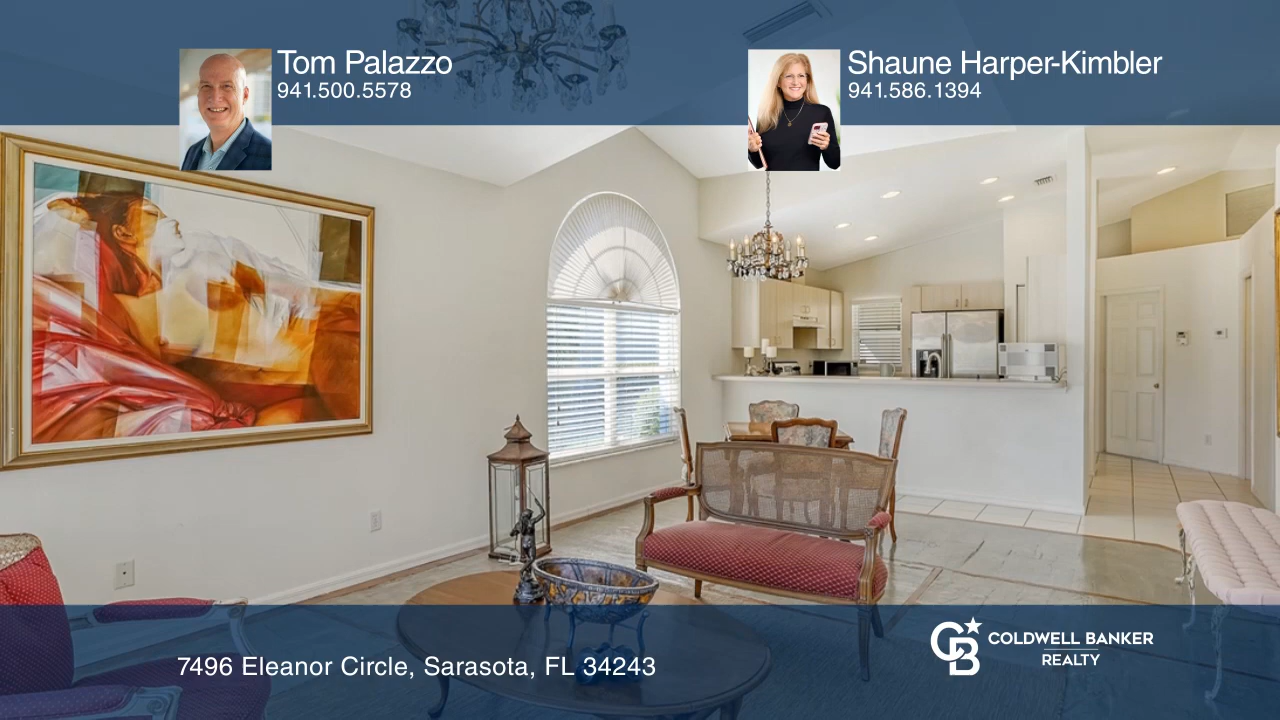 Tom Palazzo
941.500.5578
Shaune Harper-Kimbler
941.586.1394
7496 Eleanor Circle, Sarasota, FL 34243
CB
COLDWELL BANKER
REALTY